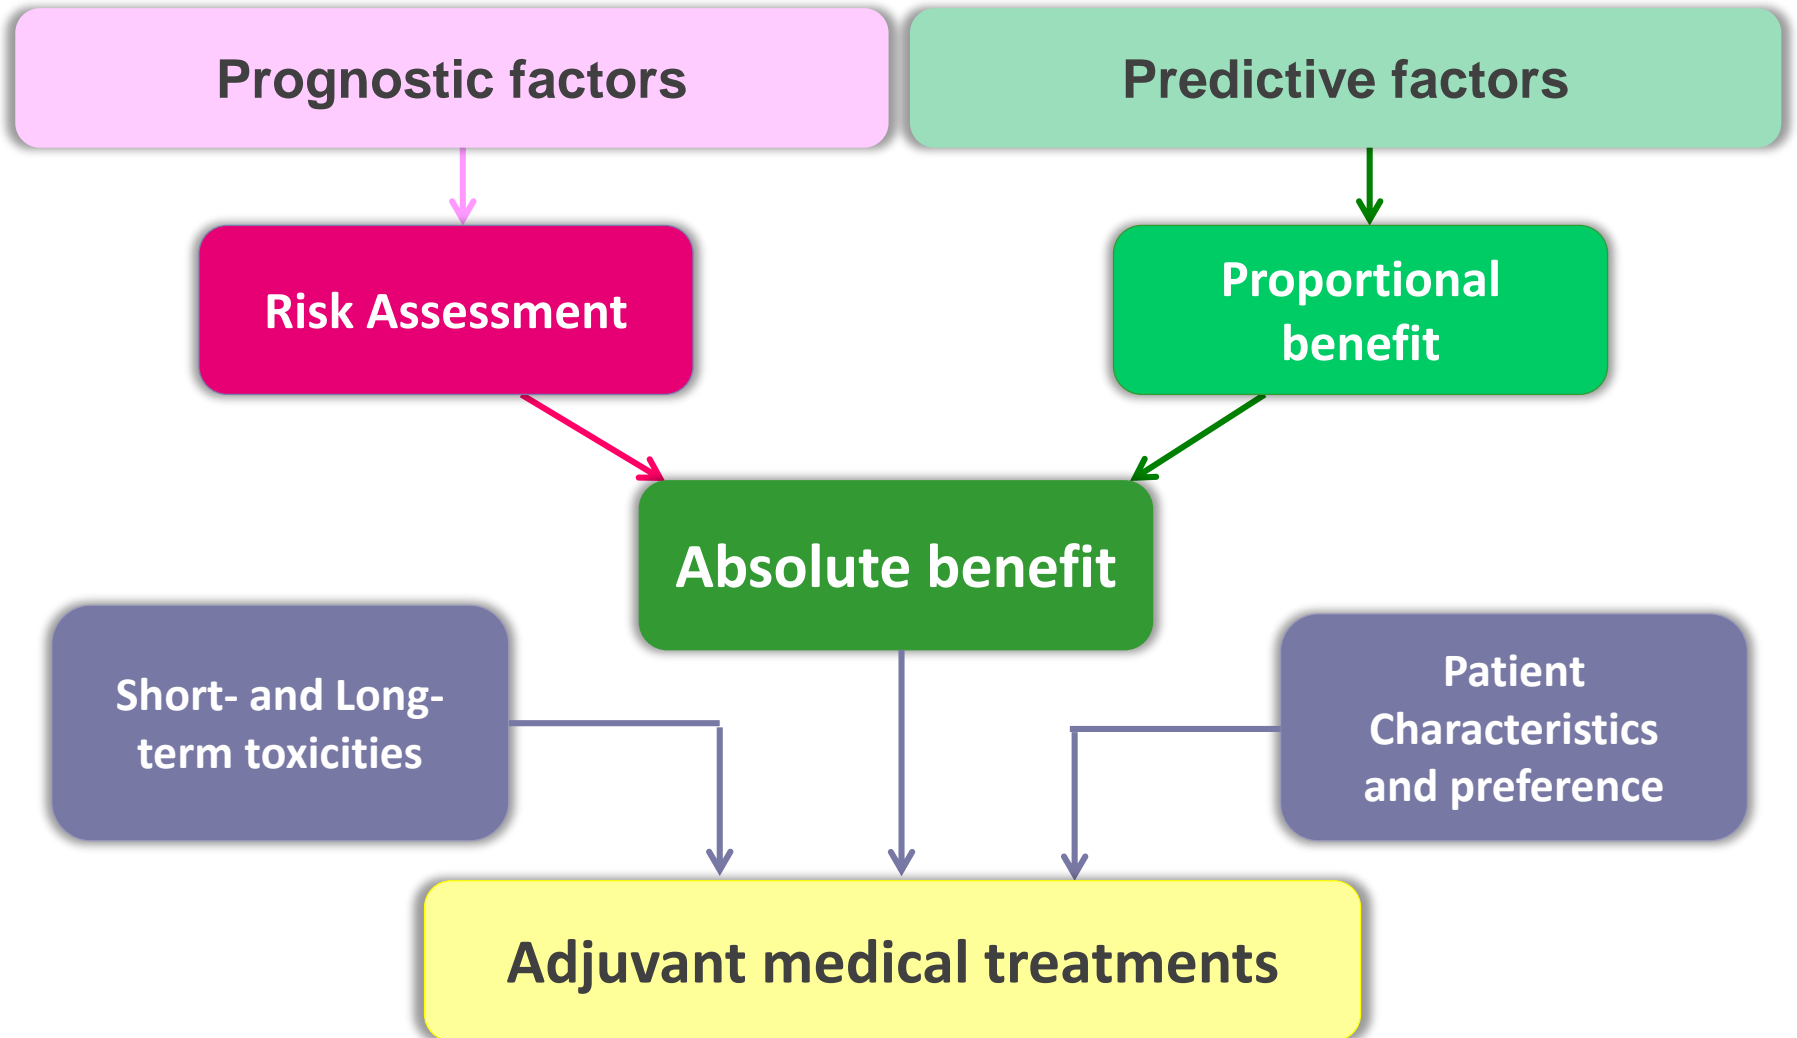 Prognostic factors
Predictive factors
Risk Assessment
Proportional
benefit
Absolute benefit
Short- and Long-
term toxicities
Patient
Characteristics
and preference
Adjuvant medical treatments